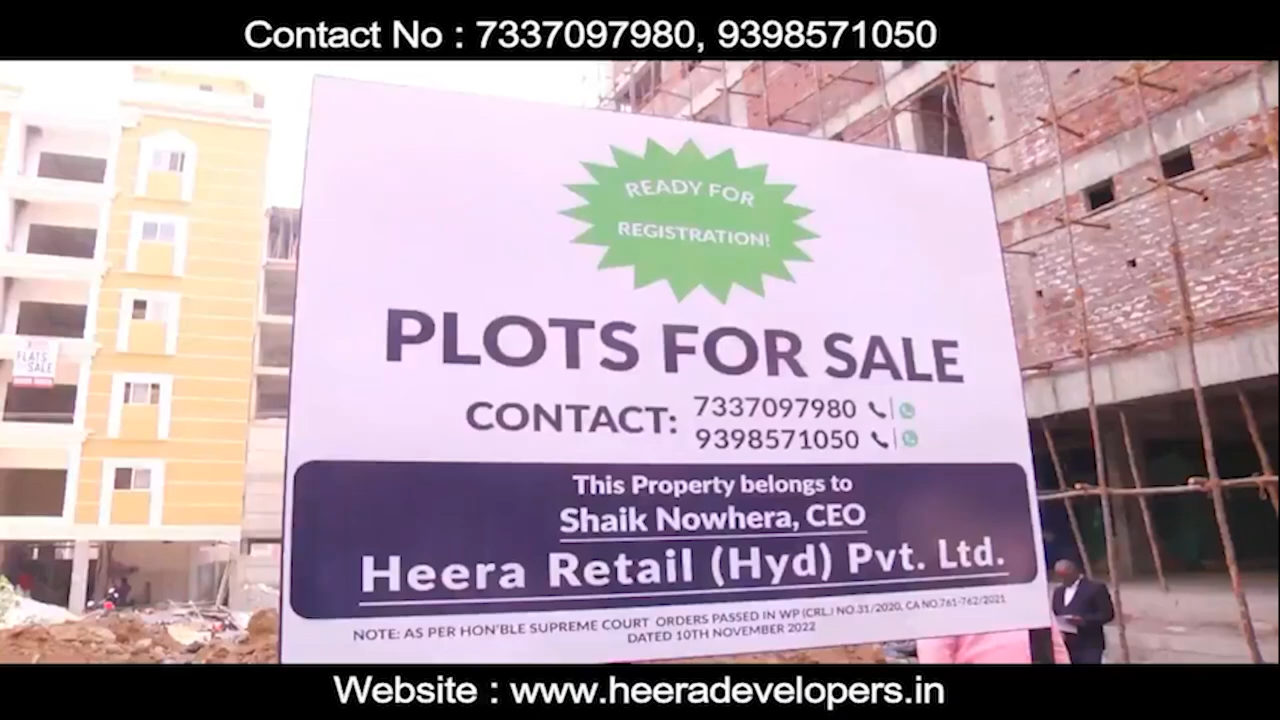 Contact No : 7337097980, 9398571050
READY FOR
REGISTRATION!
PLOTS FOR SALE
CONTACT: 7337097980
9398571050
FLATS
SALE
This Property belongs to
Shaik Nowhera, CEO
Heera Retail (Hyd) Pvt. Ltd.
NOTE: AS PER HON'BLE SUPREME COURT ORDERS PASSED IN WP (CRL.) NO.31/2020, CA NO.761-762/2021
DATED 10TH NOVEMBER 2022
Website : www.heeradevelopers.in